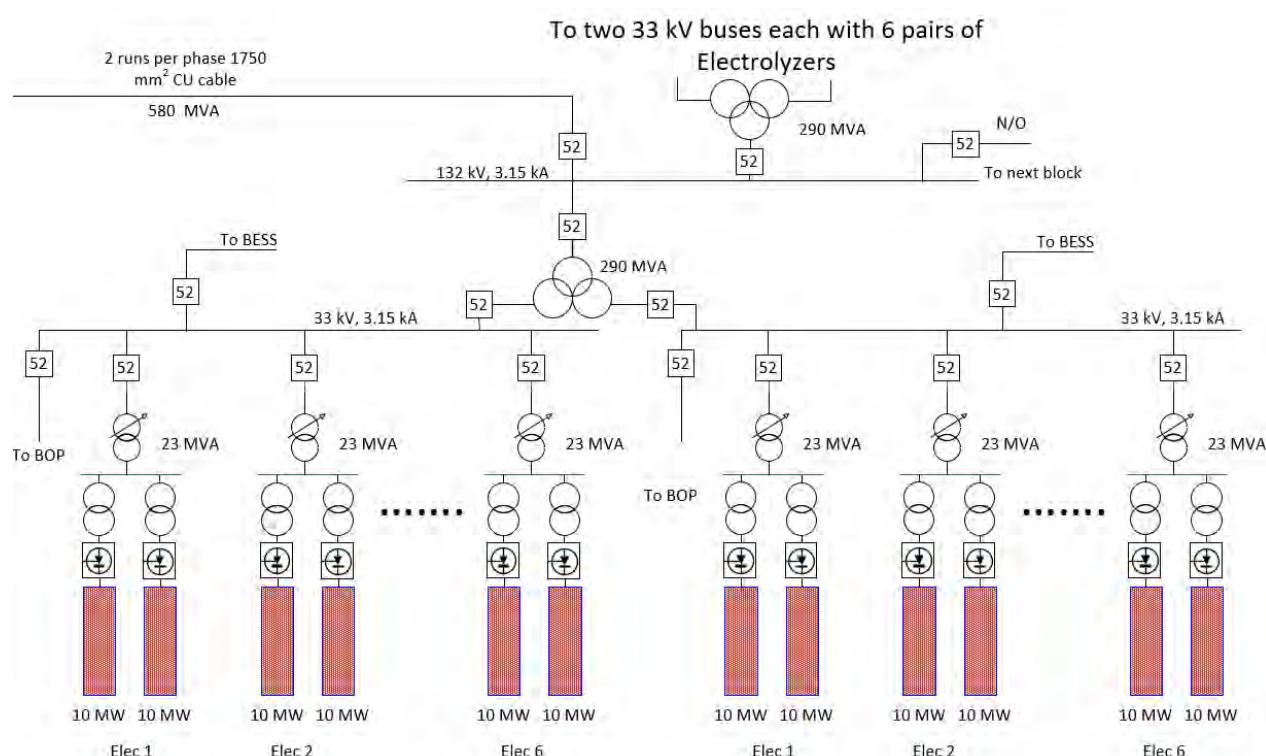 To two 33 kV buses each with 6 pairs of
Electrolyzers
2 runs per phase 1750
mm2 CU cable
580 MVA
290 MVA
N/O
52
52
52
132 kV, 3.15 kA
To next block
52
To BESS
290 MVA
To BESS
52
52
52
52
33 kV, 3.15 kA
33 kV, 3.15 kA
52
52
52
52
52
52
52
52
23 MVA
23 MVA
23 MVA
23 MVA
23 MVA
23 MVA
To BOP
To BOP
10 MW 10 MW
10 MW 10 MW
10 MW 10 MW
10 MW 10 MW
10 MW 10 MW
10 MW 10 MW
Elec 1
Elec 2
Elec 6
Elec 1
Elec 2
Elec 6